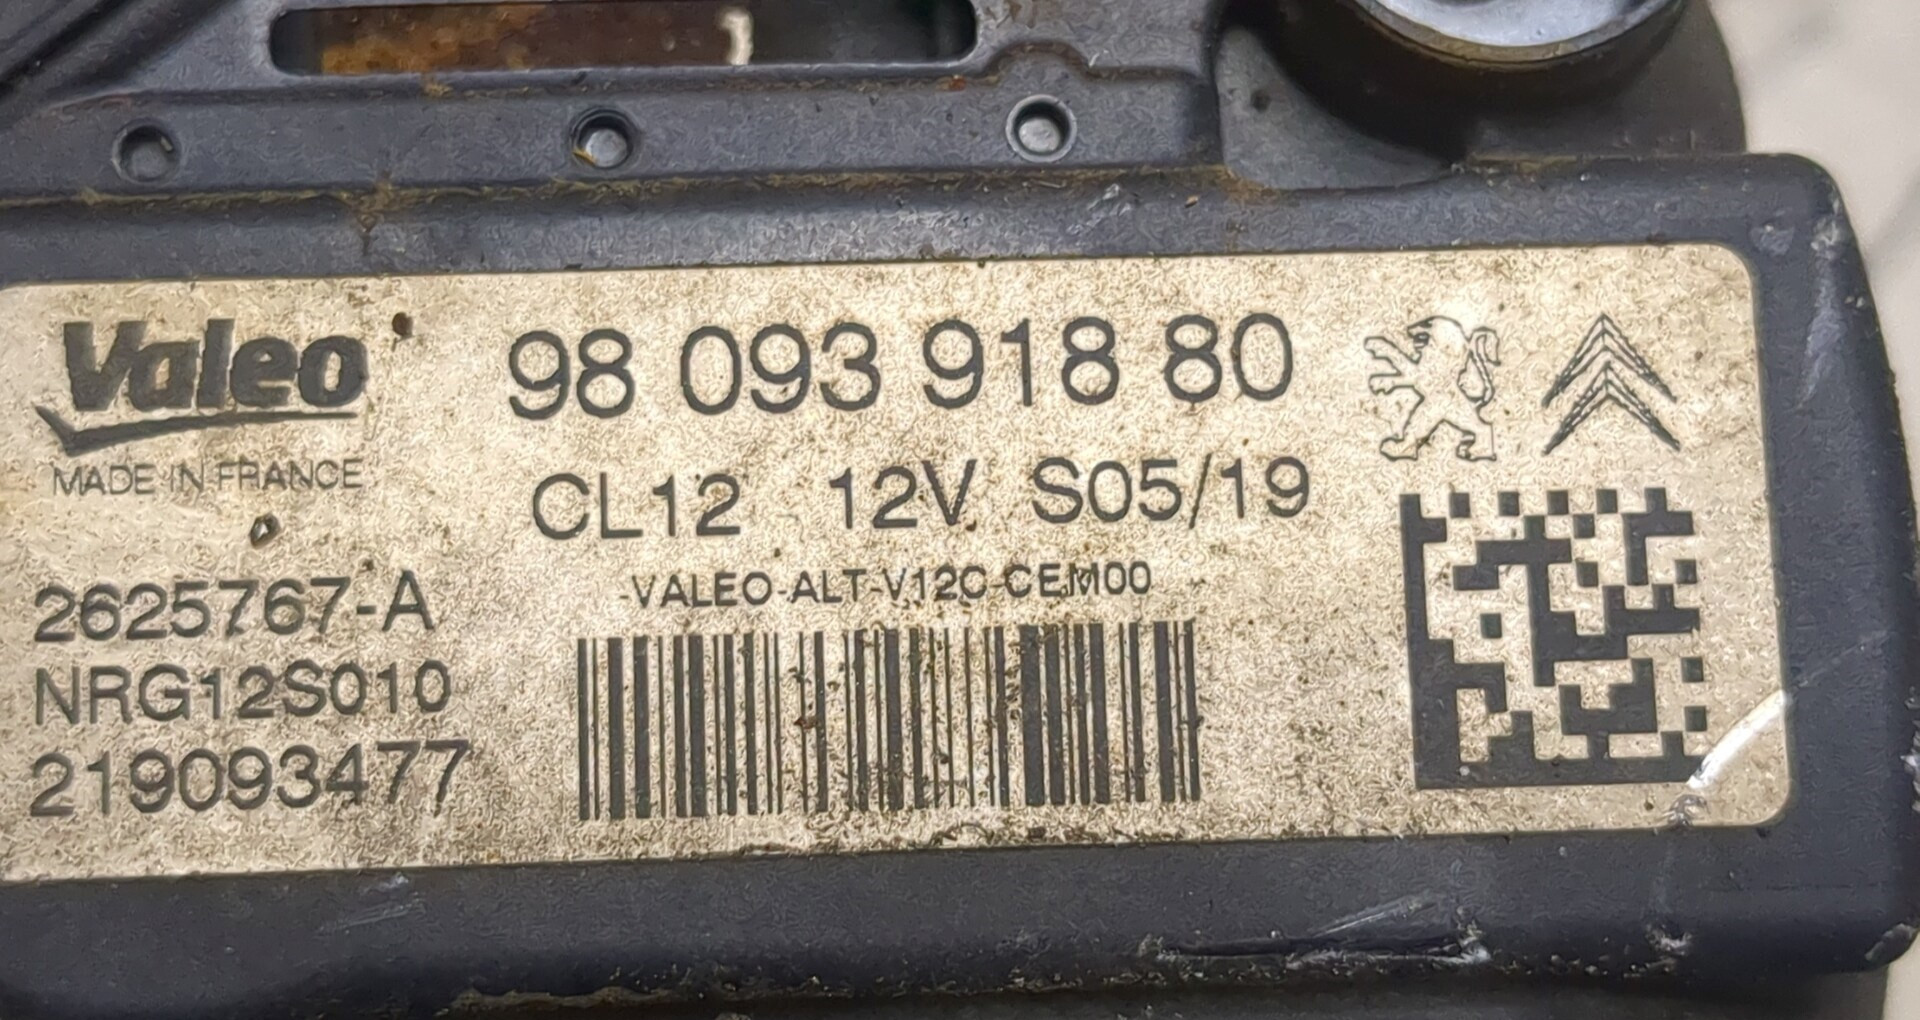 Valeo
MADE IN FRANCE
98 093 918 80
CL12 12V S05/19
-VALEO-ALT-V12C-CEM00
2625767-A
NRG12S010
219093477